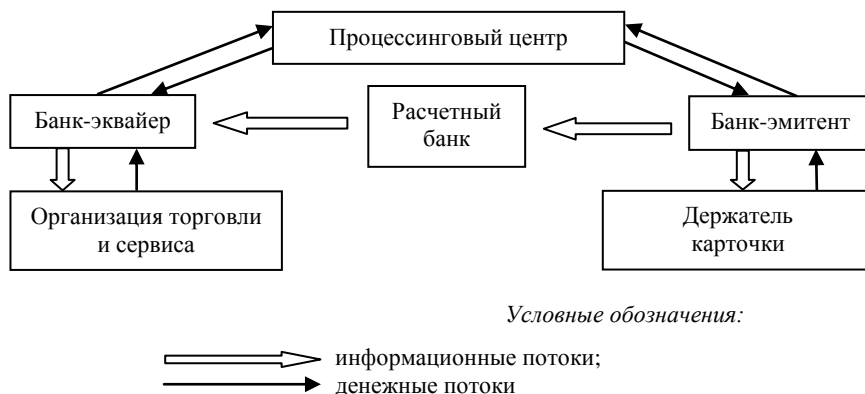 Процессинговый центр
Банк-эквайер
Расчетный
банк
Банк-эмитент
Организация торговли
и сервиса
Держатель
карточки
Условные обозначения:
информационные потоки;
денежные потоки